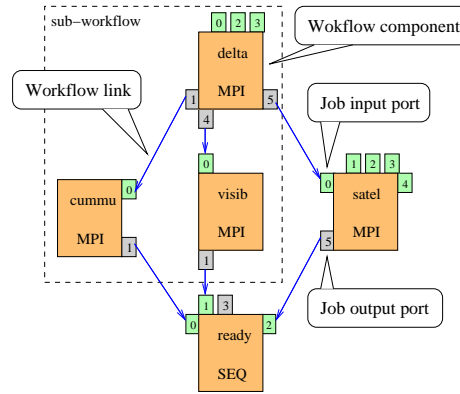 sub-workflow
Wokflow component
0 2 3
delta
MPI
1 5
4
Workflow link
Job input port
1 2 3
0 0 0 4
cummu
MPI
1
visib
MPI
1
satel
MPI
5
Job output port
1 3
0 2
ready
SEQ